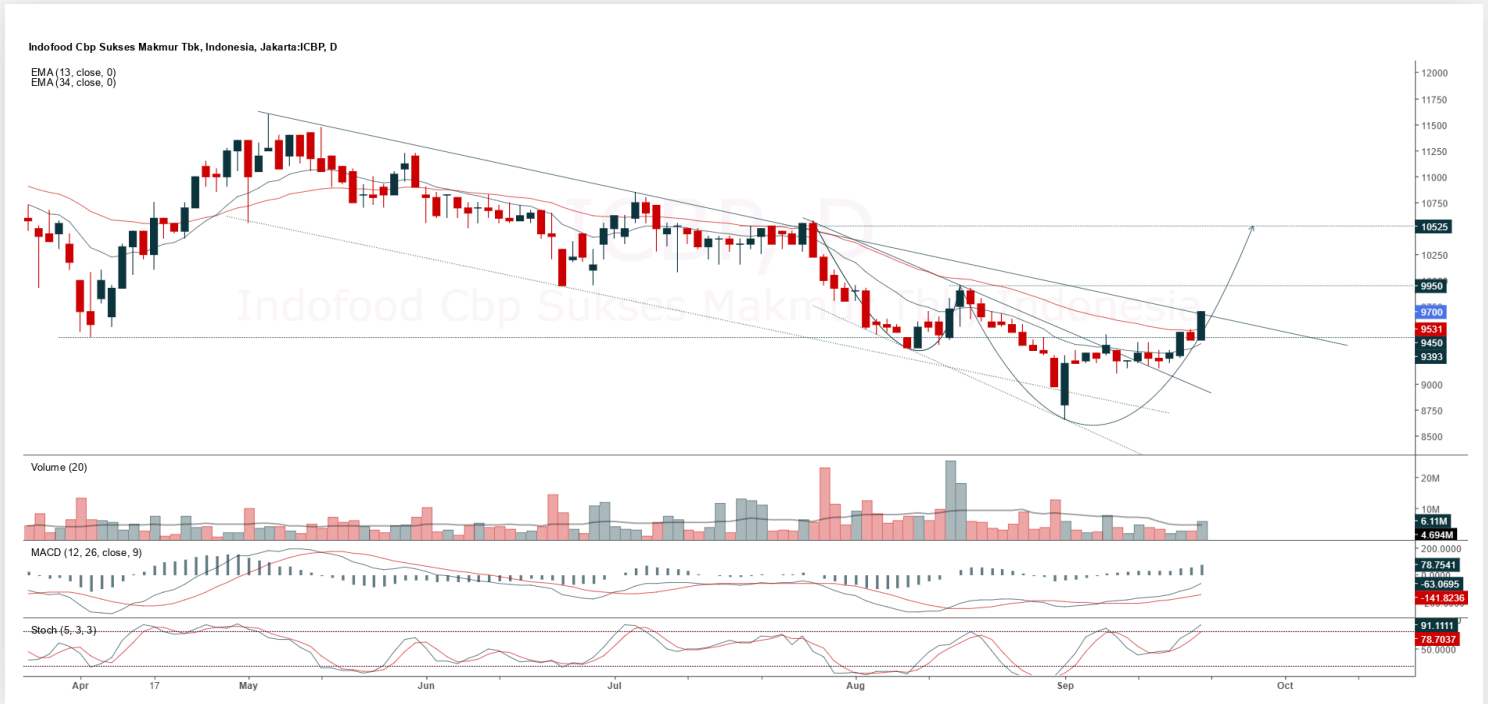 Indofood Cbp Sukses Makmur Tbk, Indonesia, Jakarta:ICBP, D
EMA (13, close, 0)
EMA (34, close, 0)
ICBP, D
Indofood Cbp Sukses Makmur Tbk, Indonesia
12000
11750
11500
11250
11000
10750
10525
10250
9950
9700
9531
9450
9393
9000
8750
8500
Volume (20)
20M
10M
6.11M
4.694M
MACD (12, 26, close, 9)
200.0000
78.7541
-63.0695
-141.8236
Stoch (5, 3, 3)
91.1111
78.7037
50.0000
Apr 17 May Jun Jul Aug Sep Oct